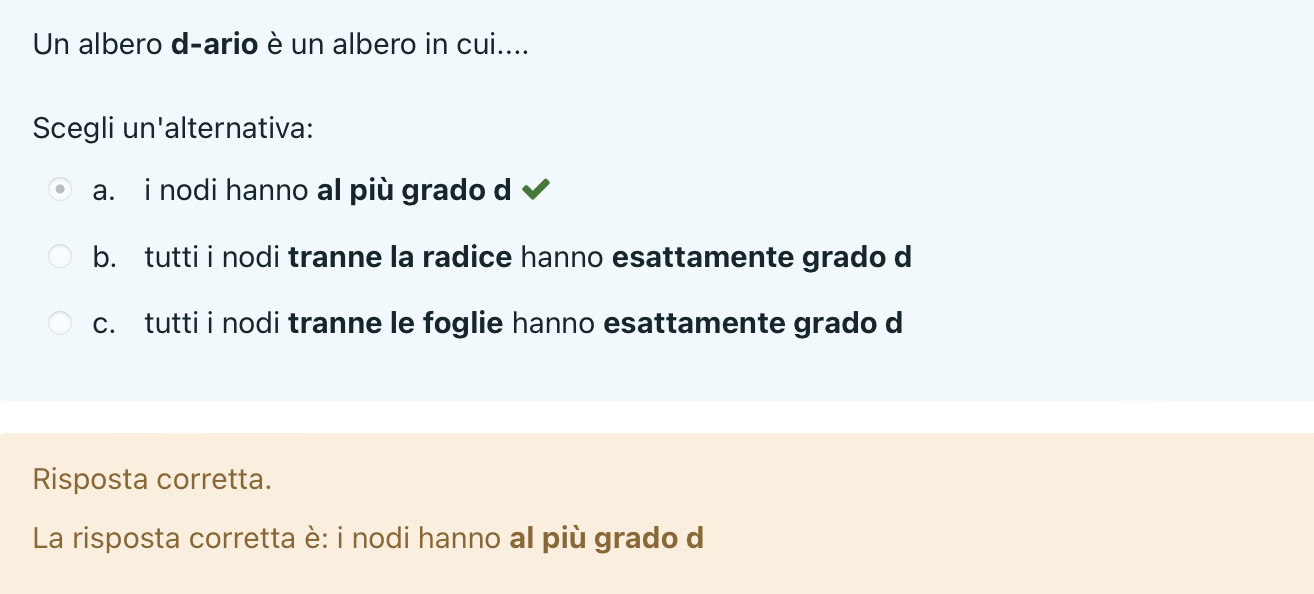 Un albero d-ario è un albero in cui....
Scegli un'alternativa:
a. i nodi hanno al più grado d
b. tutti i nodi tranne la radice hanno esattamente grado d
c. tutti i nodi tranne le foglie hanno esattamente grado d
Risposta corretta.
La risposta corretta è: i nodi hanno al più grado d